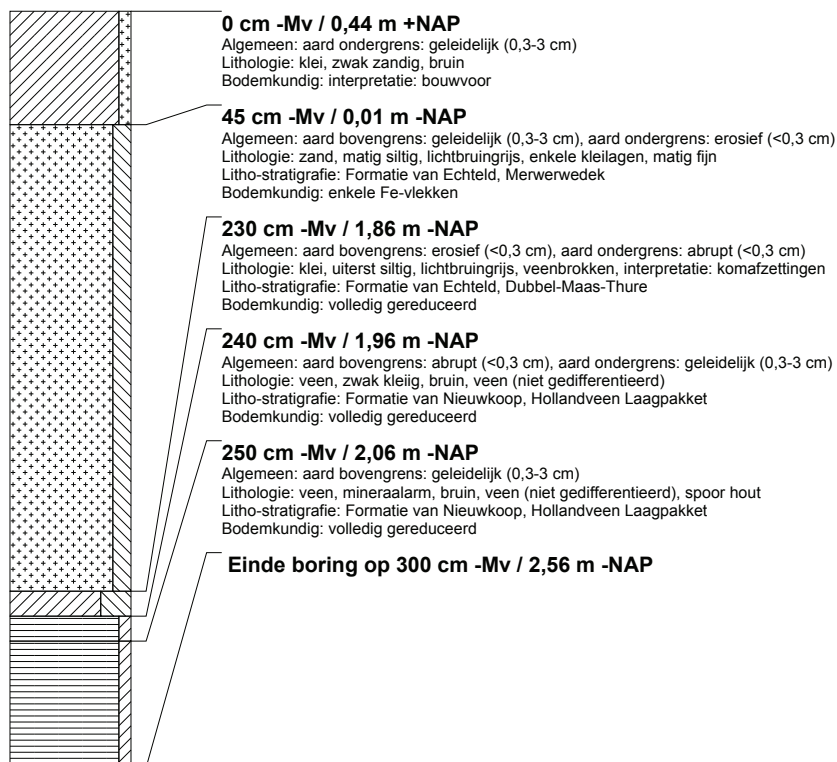 0 cm -Mv / 0,44 m +NAP
Algemeen: aard ondergrens: geleidelijk (0,3-3 cm)
Lithologie: klei, zwak zandig, bruin
Bodemkundig: interpretatie: bouwvoor
45 cm -Mv / 0,01 m -NAP
Algemeen: aard bovengrens: geleidelijk (0,3-3 cm), aard ondergrens: erosief (<0,3 cm)
Lithologie: zand, matig siltig, lichtbruingrijs, enkele kleilagen, matig fijn
Litho-stratigrafie: Formatie van Echteld, Merwerwedek
Bodemkundig: enkele Fe-vlekken
230 cm -Mv / 1,86 m -NAP
Algemeen: aard bovengrens: erosief (<0,3 cm), aard ondergrens: abrupt (<0,3 cm)
Lithologie: klei, uiterst siltig, lichtbruingrijs, veenbrokken, interpretatie: komafzettingen
Litho-stratigrafie: Formatie van Echteld, Dubbel-Maas-Thure
Bodemkundig: volledig gereduceerd
240 cm -Mv / 1,96 m -NAP
Algemeen: aard bovengrens: abrupt (<0,3 cm), aard ondergrens: geleidelijk (0,3-3 cm)
Lithologie: veen, zwak kleiig, bruin, veen (niet gedifferentieerd)
Litho-stratigrafie: Formatie van Nieuwkoop, Hollandveen Laagpakket
Bodemkundig: volledig gereduceerd
250 cm -Mv / 2,06 m -NAP
Algemeen: aard bovengrens: geleidelijk (0,3-3 cm)
Lithologie: veen, mineraalarm, bruin, veen (niet gedifferentieerd), spoor hout
Litho-stratigrafie: Formatie van Nieuwkoop, Hollandveen Laagpakket
Bodemkundig: volledig gereduceerd
Einde boring op 300 cm -Mv / 2,56 m -NAP